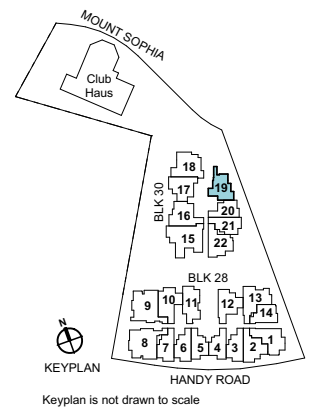 MOUNT SOPHIA
Club
Haus
18
17
19
BLK 30
16
20
21
15
22
BLK 28
9
10
11
12
13
14
8
7
6
5
4
3
2
1
N
KEYPLAN
HANDY ROAD
Keyplan is not drawn to scale